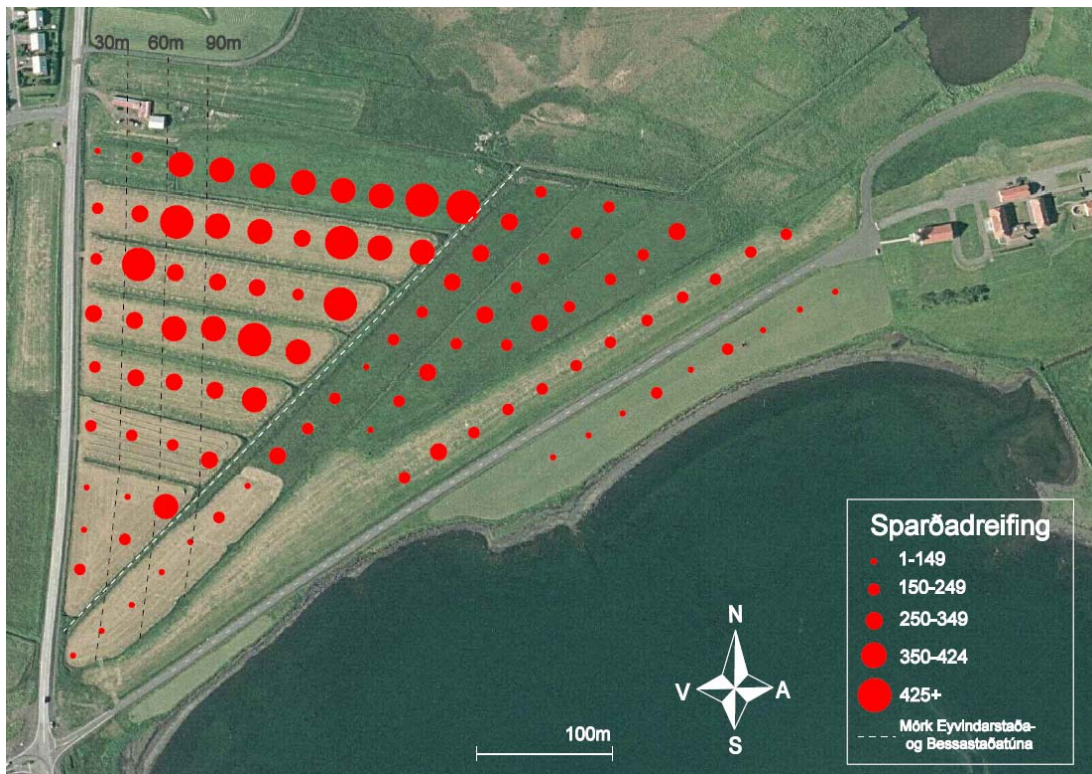 30m 60m 90m
Sparðadreifing
1-149
150-249
250-349
350-424
425+
Mörk Eyvindarstaða-
og Bessastaðatúna
N
V A
S
100m